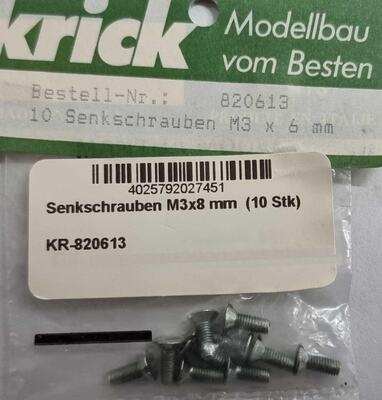 krick
Modellbau
vom Besten
Bestell-Nr.: 820613
10 Senkschrauben M3 x 6 mm
4025792027451
Senkschrauben M3x8 mm (10 Stk)
KR-820613